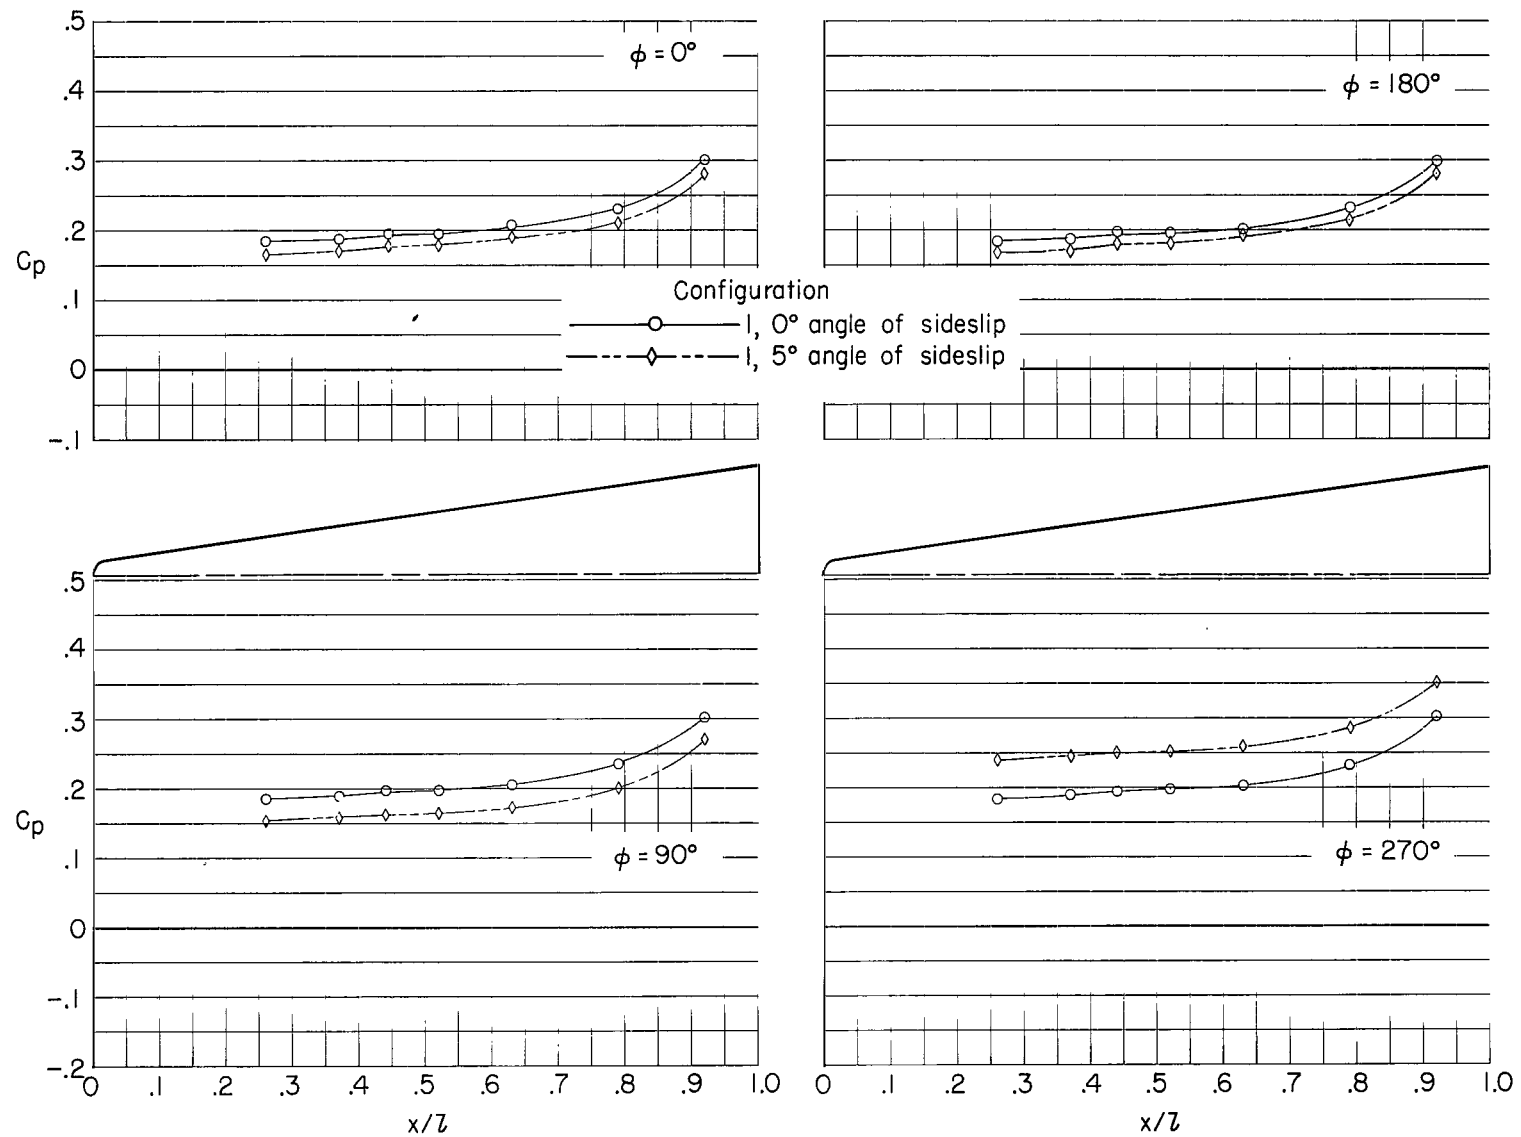 .5
.4
.3
.2
.1
0
-.1
Cp
ϕ = 0°
ϕ = 180°
Configuration
1, 0° angle of sideslip
1, 5° angle of sideslip
.5
.4
.3
.2
.1
0
-.1
-.2
Cp
ϕ = 90°
ϕ = 270°
0 .1 .2 .3 .4 .5 .6 .7 .8 .9 1.0
0 .1 .2 .3 .4 .5 .6 .7 .8 .9 1.0
x/l
x/l